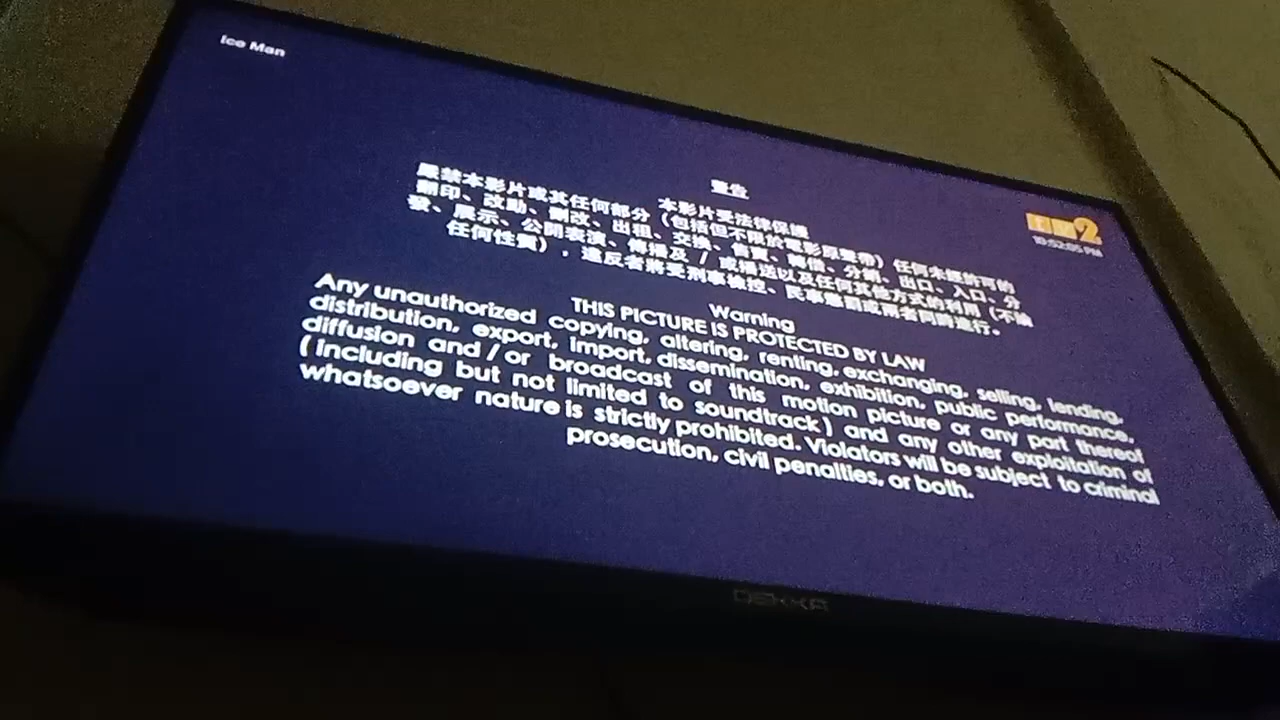 Ice Man
警告
本影片受法律保護
嚴禁本影片或其任何部分（包括但不限於電影原聲帶）任何未經許可的
翻印、改動、刪改、出租、交換、售賣、轉借、分銷、出口、入口、分
發、展示、公開表演、傳播及 / 或播送以及任何其他方式的利用（不論
任何性質），違反者將受刑事檢控、民事懲罰或兩者同時進行。
10:52:05 PM
Warning
THIS PICTURE IS PROTECTED BY LAW
Any unauthorized copying, altering, renting, exchanging, selling, lending,
distribution, export, import, dissemination, exhibition, public performance,
diffusion and / or broadcast of this motion picture or any part thereof
(including but not limited to soundtrack) and any other exploitation of
whatsoever nature is strictly prohibited. Violators will be subject to criminal
prosecution, civil penalties, or both.
DEKKA